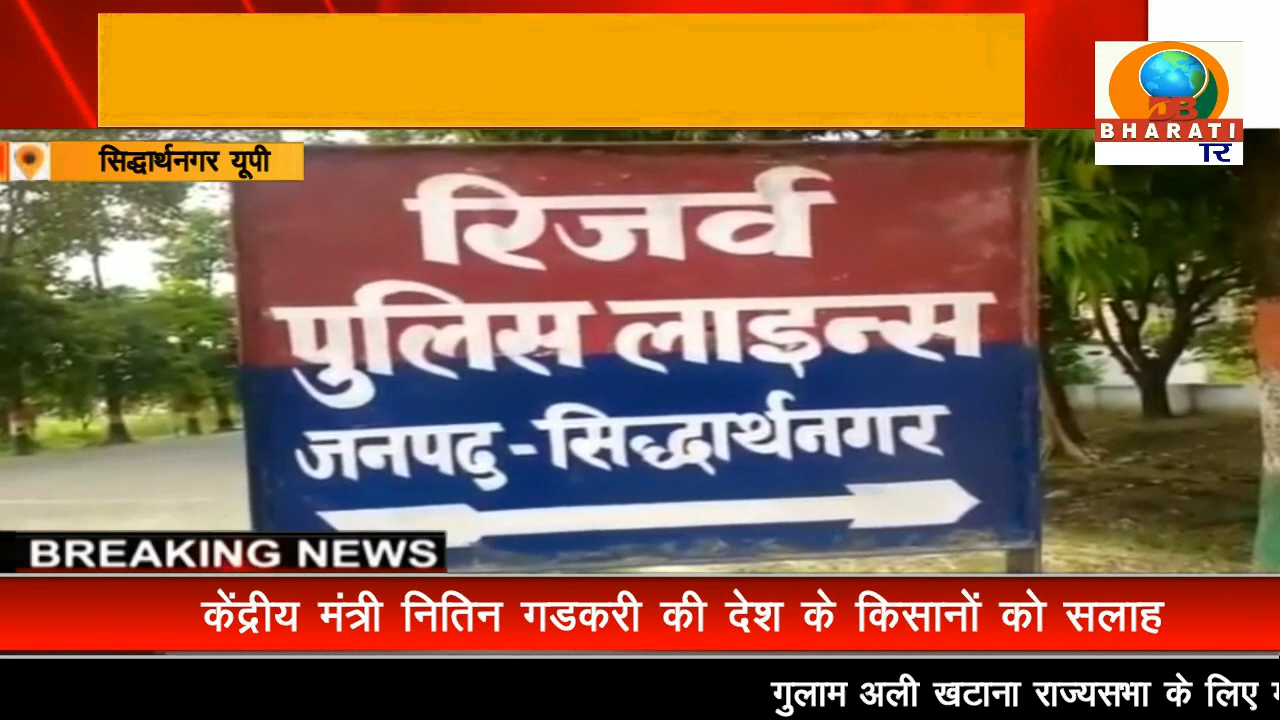 BHARATI
सिद्धार्थनगर यूपी
रिजर्व
पुलिस लाइन्स
जनपद - सिद्धार्थनगर
BREAKING NEWS
केंद्रीय मंत्री नितिन गडकरी की देश के किसानों को सलाह
गुलाम अली खटाना राज्यसभा के लिए